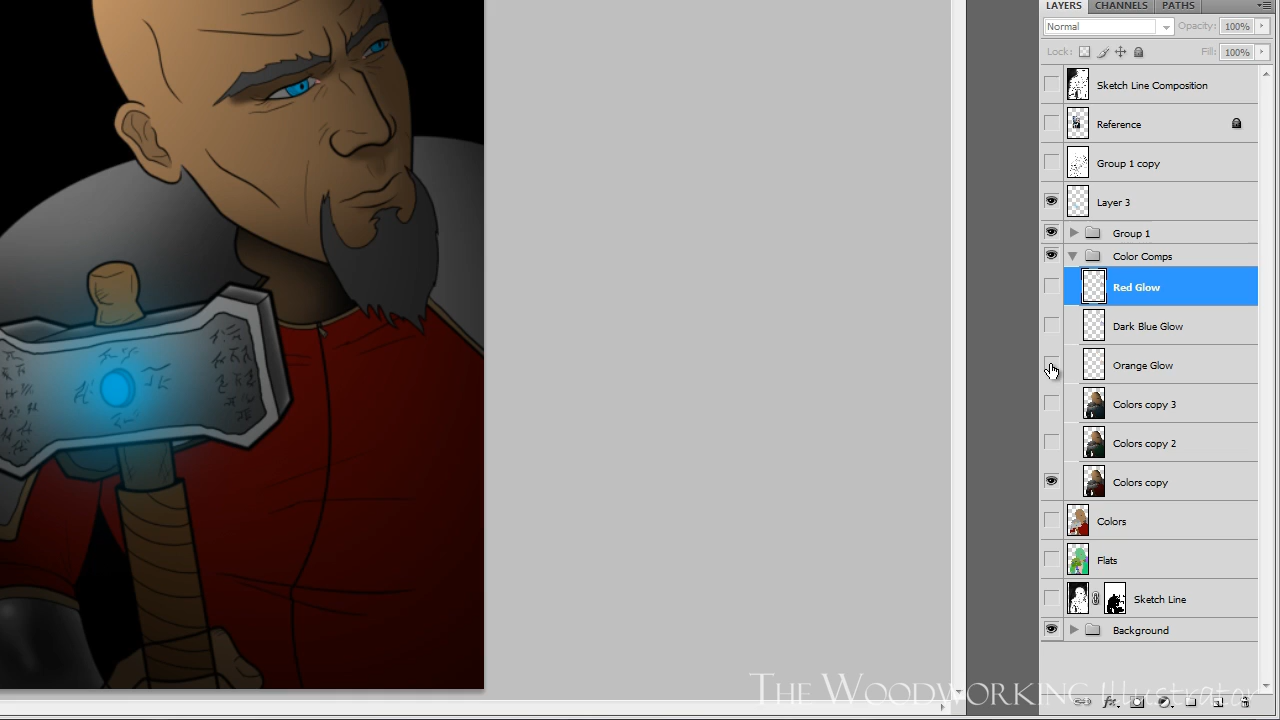 LAYERS CHANNELS PATHS
Normal Opacity: 100%
Lock: Fill: 100%
Sketch Line Composition
Reference
Group 1 copy
Layer 3
Group 1
Color Comps
Red Glow
Dark Blue Glow
Orange Glow
Colors copy 3
Colors copy 2
Colors copy
Colors
Flats
Sketch Line
Background
THE WOODWORKING Illustrator